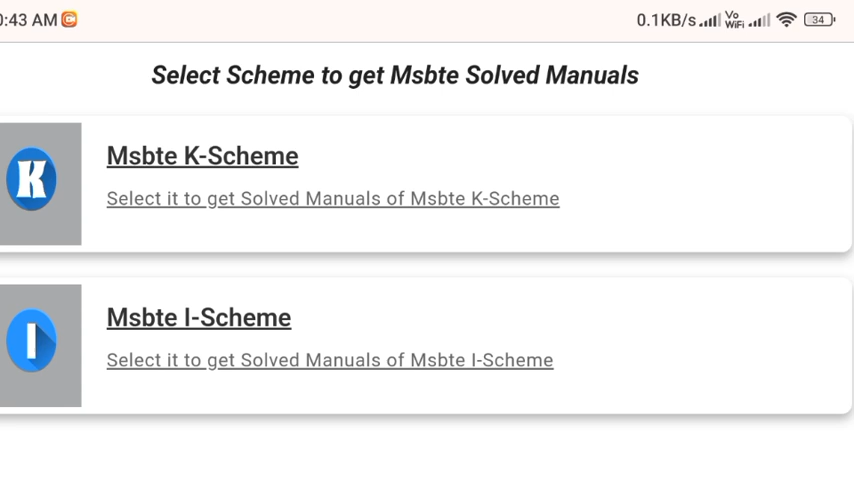 0:43 AM 0.1KB/s Vo WiFi 34
Select Scheme to get Msbte Solved Manuals
K
Msbte K-Scheme
Select it to get Solved Manuals of Msbte K-Scheme
I
Msbte I-Scheme
Select it to get Solved Manuals of Msbte I-Scheme